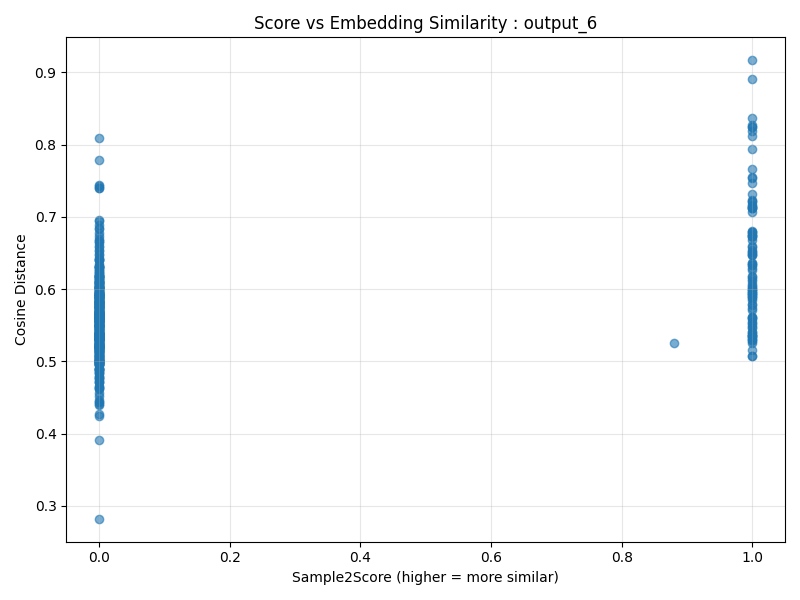 Score vs Embedding Similarity : output_6
Cosine Distance
0.9
0.8
0.7
0.6
0.5
0.4
0.3
0.0 0.2 0.4 0.6 0.8 1.0
Sample2Score (higher = more similar)